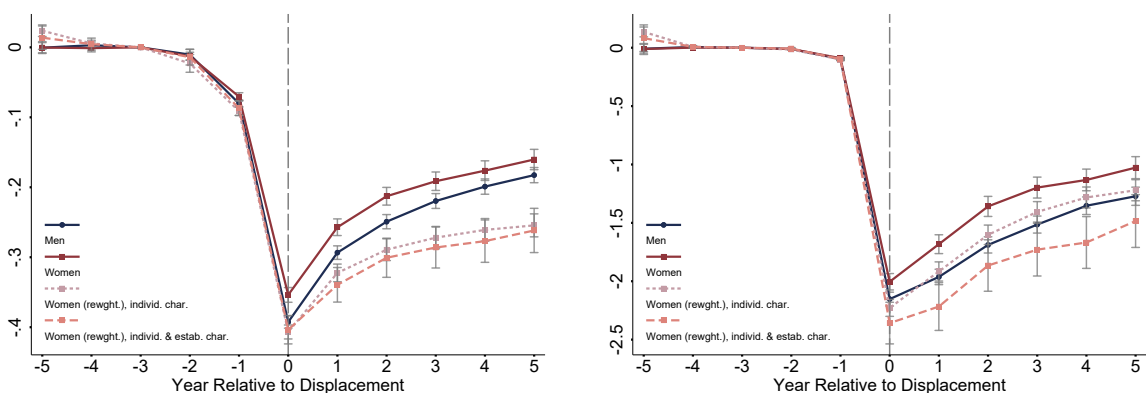 0
-.1
-.2
-.3
-.4
Men
Women
Women (rewght.), individ. char.
Women (rewght.), individ. & estab. char.
-5 -4 -3 -2 -1 0 1 2 3 4 5
Year Relative to Displacement
0
-.5
-1
-1.5
-2
-2.5
Men
Women
Women (rewght.), individ. char.
Women (rewght.), individ. & estab. char.
-5 -4 -3 -2 -1 0 1 2 3 4 5
Year Relative to Displacement